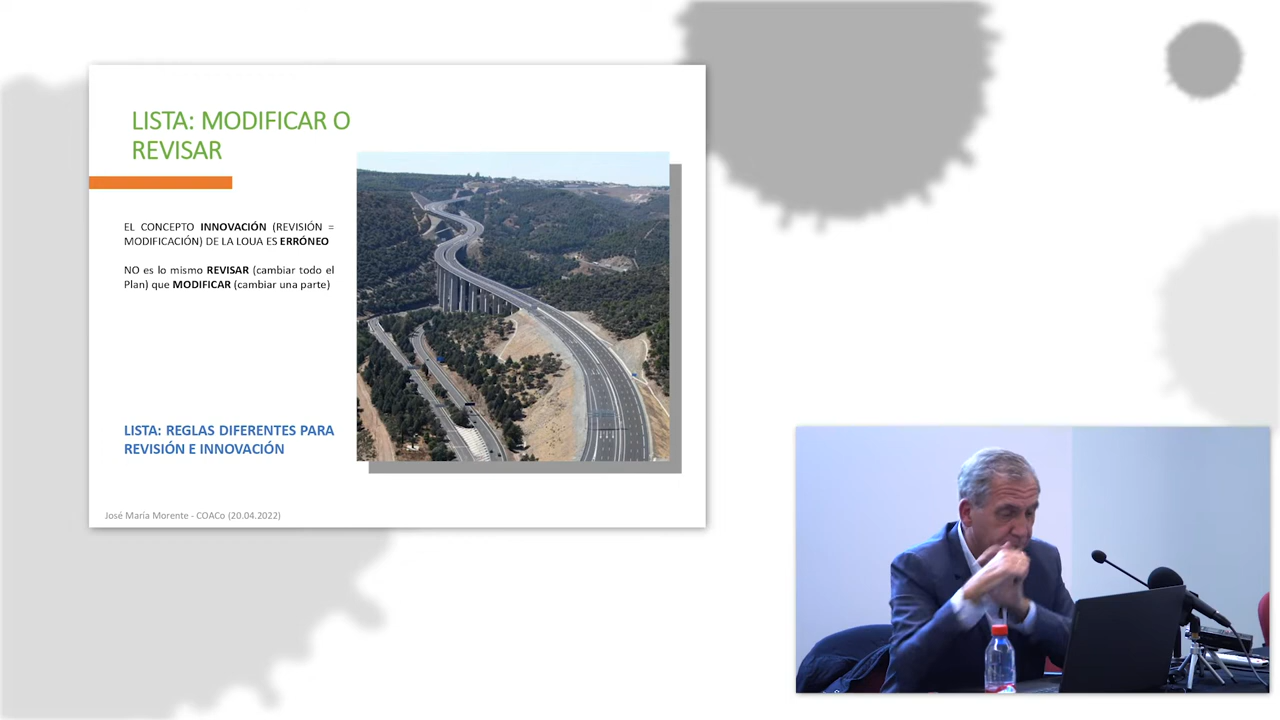 LISTA: MODIFICAR O
REVISAR
EL CONCEPTO INNOVACIÓN (REVISIÓN =
MODIFICACIÓN) DE LA LOUA ES ERRÓNEO
NO es lo mismo REVISAR (cambiar todo el
Plan) que MODIFICAR (cambiar una parte)
LISTA: REGLAS DIFERENTES PARA
REVISIÓN E INNOVACIÓN
José María Morente - COACo (20.04.2022)